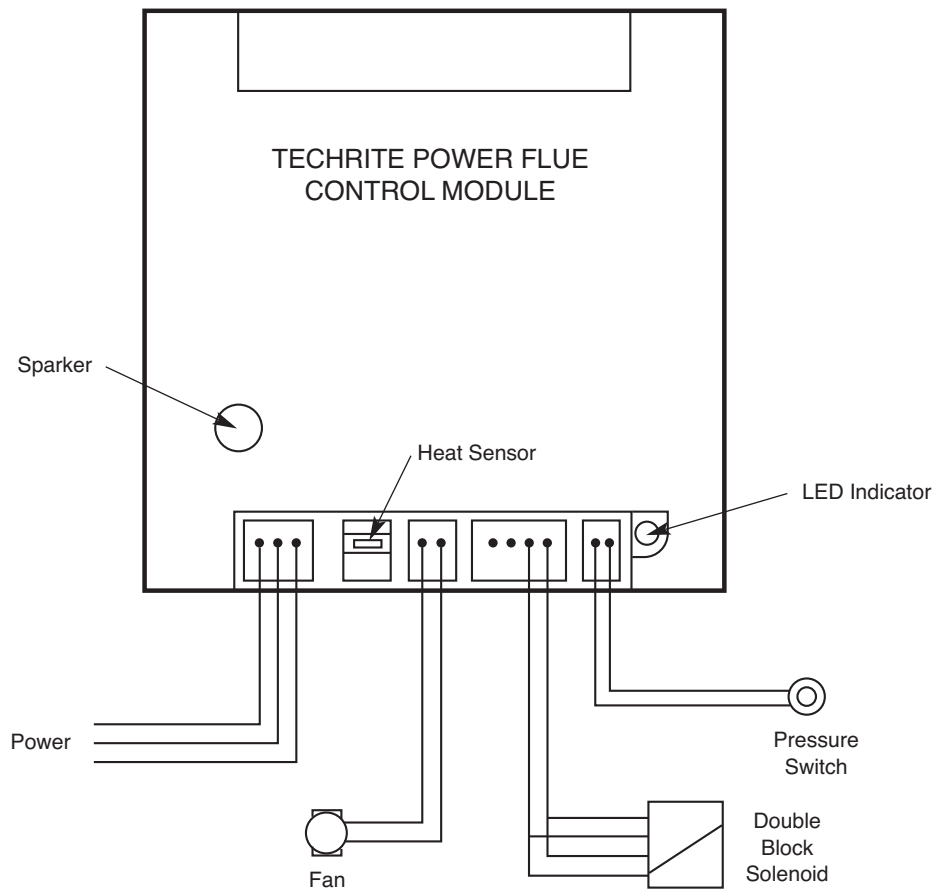 TECHRITE POWER FLUE
CONTROL MODULE
Sparker
Heat Sensor
LED Indicator
Power
Pressure
Switch
Fan
Double
Block
Solenoid